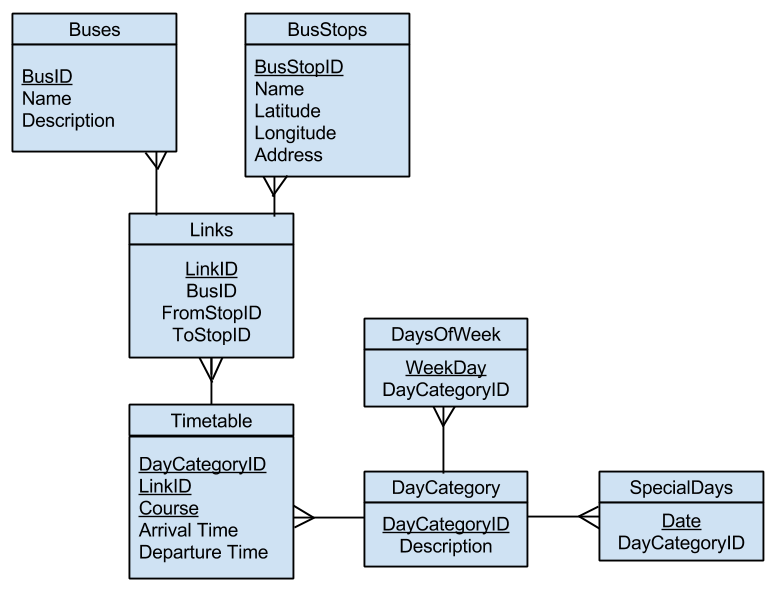 Buses
BusID
Name
Description
BusStops
BusStopID
Name
Latitude
Longitude
Address
Links
LinkID
BusID
FromStopID
ToStopID
DaysOfWeek
WeekDay
DayCategoryID
Timetable
DayCategoryID
LinkID
Course
Arrival Time
Departure Time
DayCategory
DayCategoryID
Description
SpecialDays
Date
DayCategoryID